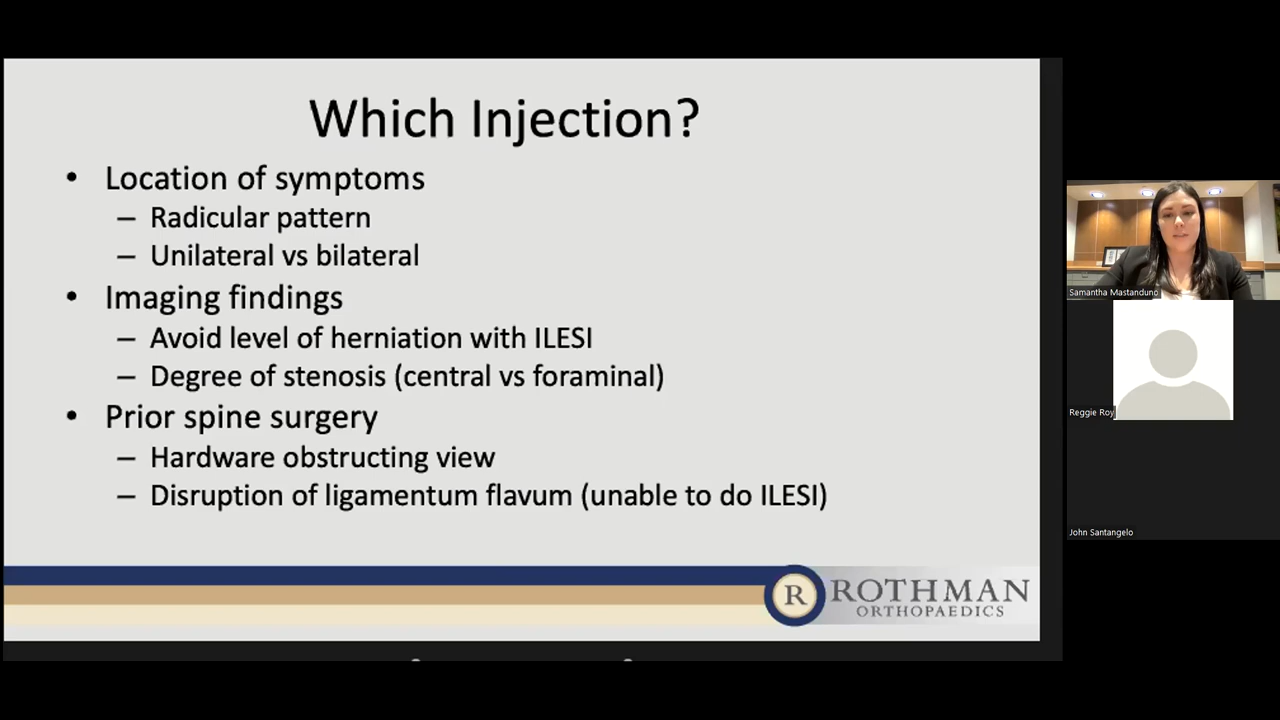 Which Injection?
• Location of symptoms
– Radicular pattern
– Unilateral vs bilateral
• Imaging findings
– Avoid level of herniation with ILESI
– Degree of stenosis (central vs foraminal)
• Prior spine surgery
– Hardware obstructing view
– Disruption of ligamentum flavum (unable to do ILESI)
R ROTHMAN
ORTHOPAEDICS
Samantha Mastanduno
Reggie Roy
John Santangelo